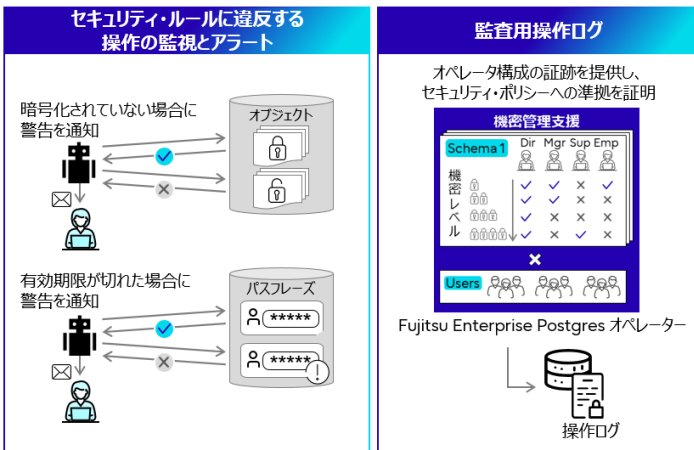 セキュリティ・ルールに違反する
操作の監視とアラート
暗号化されていない場合に
警告を通知
オブジェクト
有効期限が切れた場合に
警告を通知
パスフレーズ
*****
*****
!
監査用操作ログ
オペレータ構成の証跡を提供し、
セキュリティ・ポリシーへの準拠を証明
機密管理支援
Schema1 Dir Mgr Sup Emp
機密レベル
Users
Fujitsu Enterprise Postgres オペレーター
操作ログ